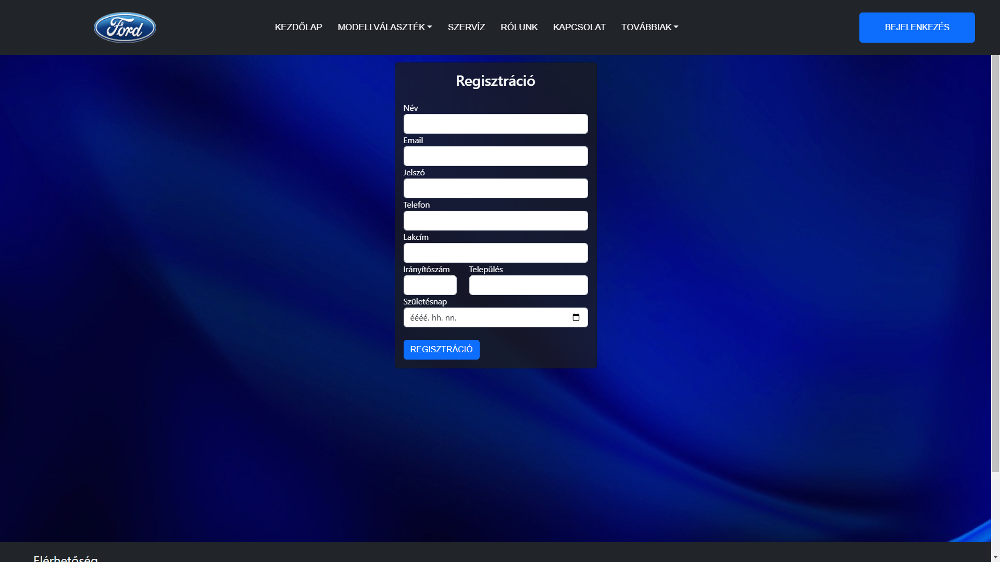 Ford
KEZDŐLAP
MODELLVÁLASZTÉK
SZERVÍZ
RÓLUNK
KAPCSOLAT
TOVÁBBIAK
BEJELENKEZÉS
Regisztráció
Név
Email
Jelszó
Telefon
Lakcím
Irányítószám
Település
Születésnap
éééé. hh. nn.
REGISZTRÁCIÓ
Elérhetőség